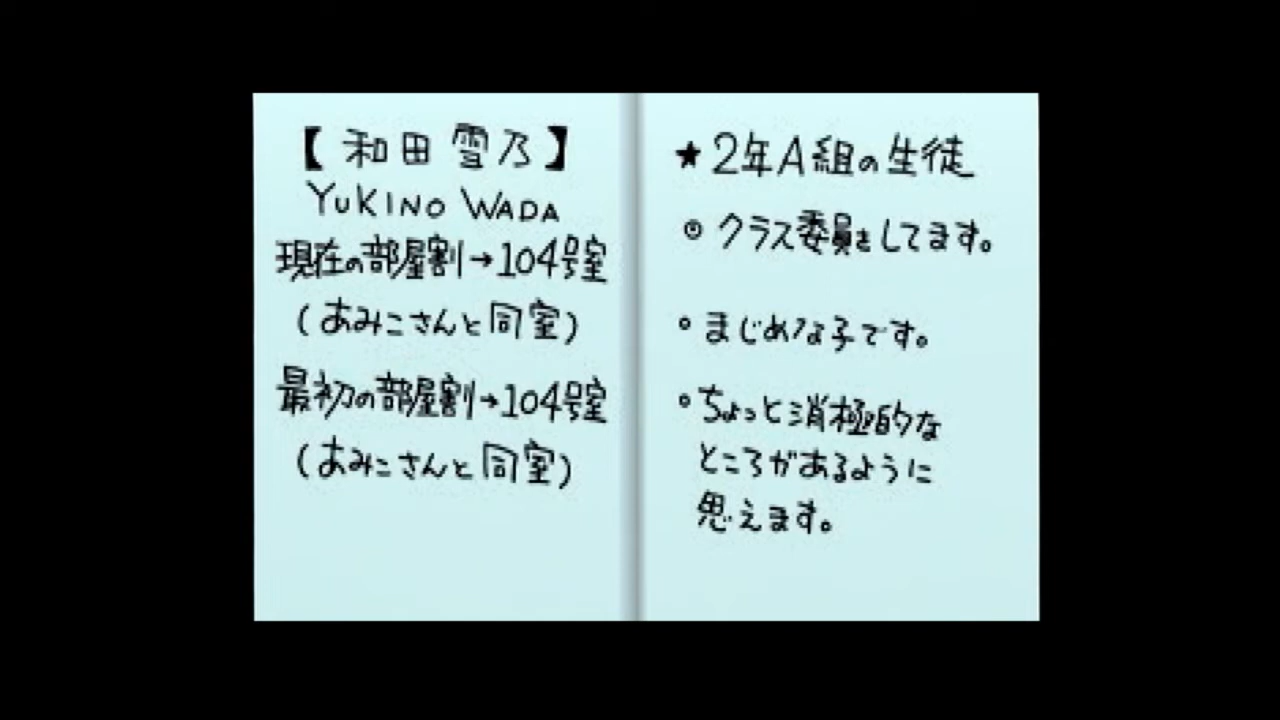 【和田雪乃】
YUKINO WADA
現在の部屋割→104号室
(あみこさんと同室)
最初の部屋割→104号室
(あみこさんと同室)
★2年A組の生徒
◎クラス委員をしてます。
°まじめな子です。
°ちょっと消極的な
ところがあるように
思えます。